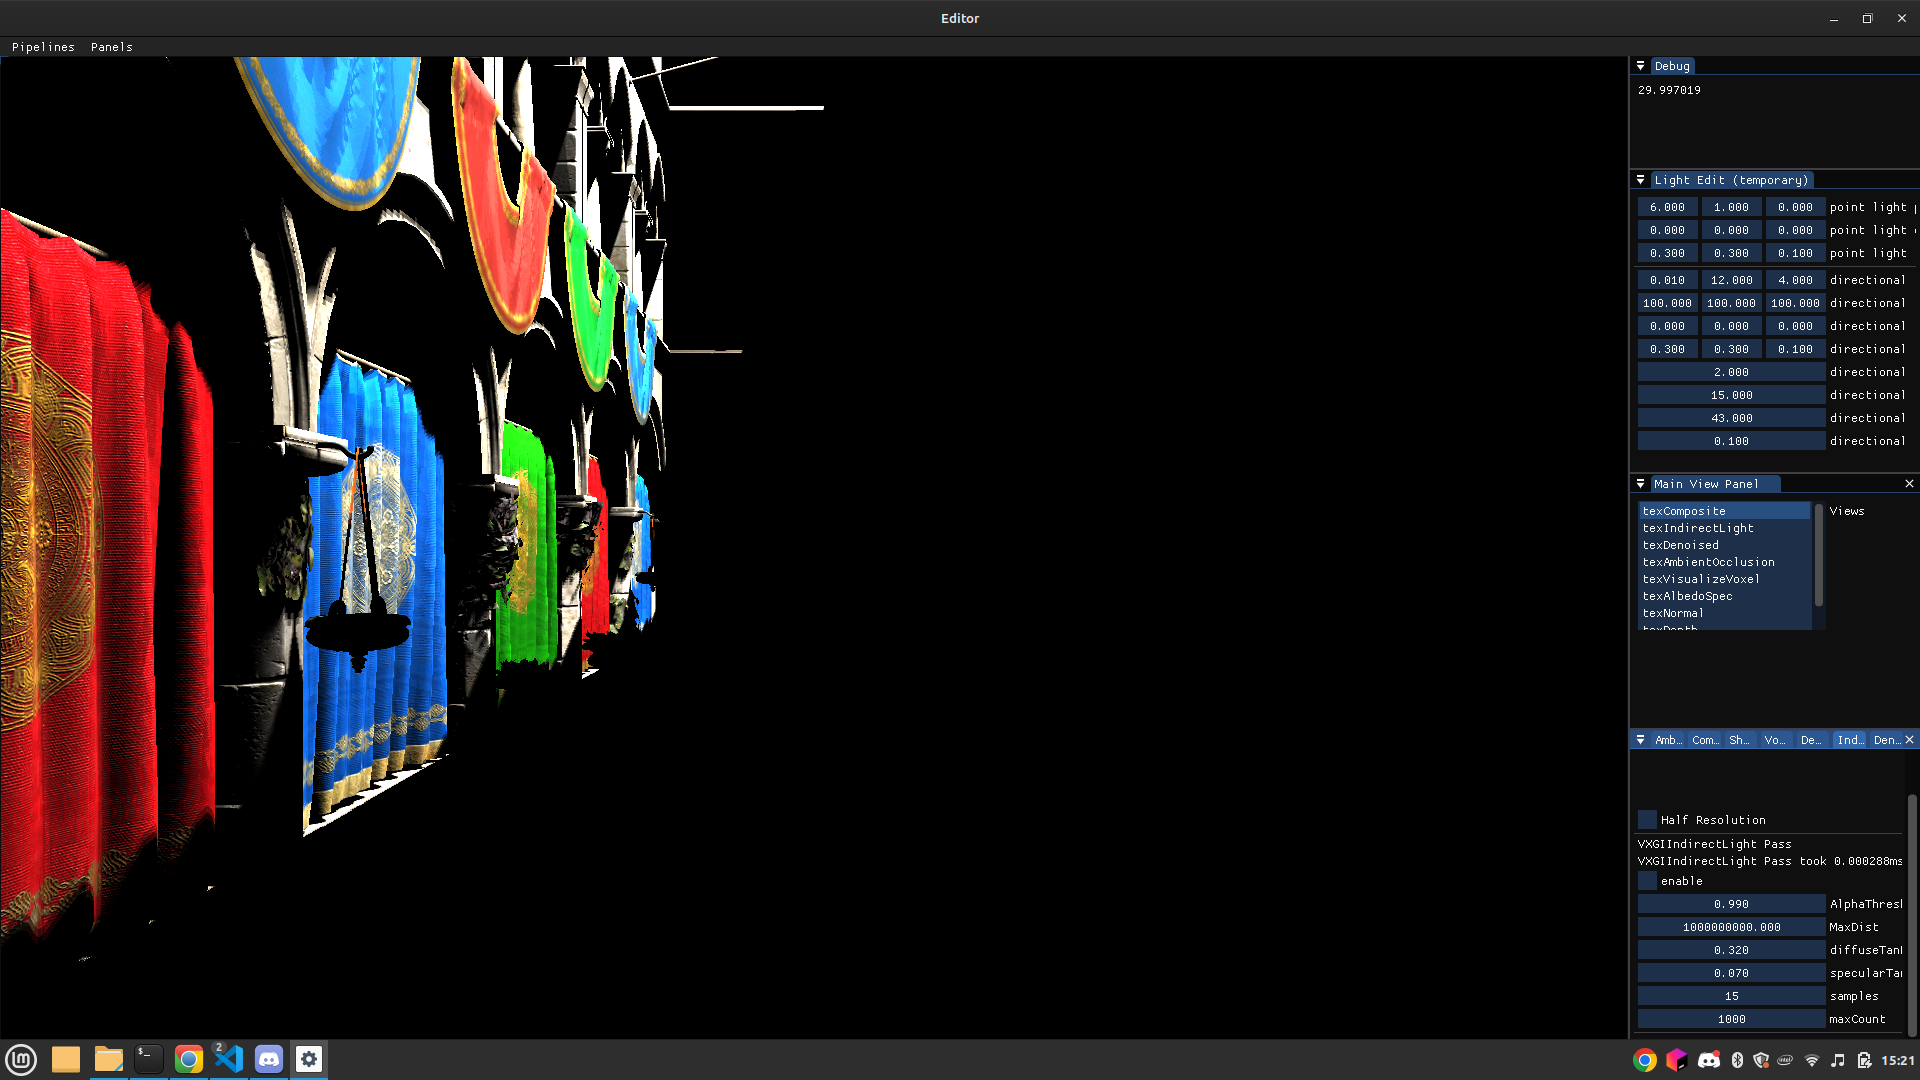 Editor
Pipelines Panels
Debug
29.997019
Light Edit (temporary)
6.000 1.000 0.000 point light
0.000 0.000 0.000 point light
0.300 0.300 0.100 point light
0.010 12.000 4.000 directional
100.000 100.000 100.000 directional
0.000 0.000 0.000 directional
0.300 0.300 0.100 directional
2.000 directional
15.000 directional
43.000 directional
0.100 directional
Main View Panel
texComposite Views
texIndirectLight
texDenoised
texAmbientOcclusion
texVisualizeVoxel
texAlbedoSpec
texNormal
texDepth
Amb... Com... Sh... Vo... De... Ind... Den...
Half Resolution
VXGIIndirectLight Pass
VXGIIndirectLight Pass took 0.000288ms
enable
0.990 AlphaThres
1000000000.000 MaxDist
0.320 diffuseTan
0.070 specularTa
15 samples
1000 maxCount
2
15:21